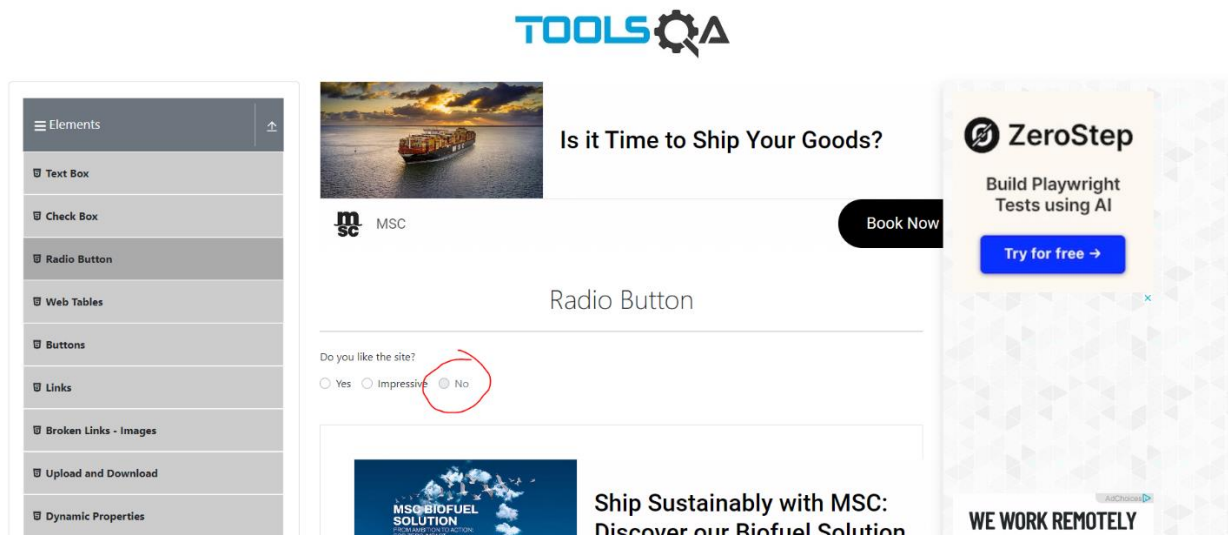 TOOLSQA
Elements
Text Box
Check Box
Radio Button
Web Tables
Buttons
Links
Broken Links - Images
Upload and Download
Dynamic Properties
Is it Time to Ship Your Goods?
msc
MSC
Book Now
Radio Button
Do you like the site?
Yes Impressive No
MSC BIOFUEL
SOLUTION
Ship Sustainably with MSC:
Discover our Biofuel Solution
ZeroStep
Build Playwright
Tests using AI
Try for free →
AdChoices
WE WORK REMOTELY